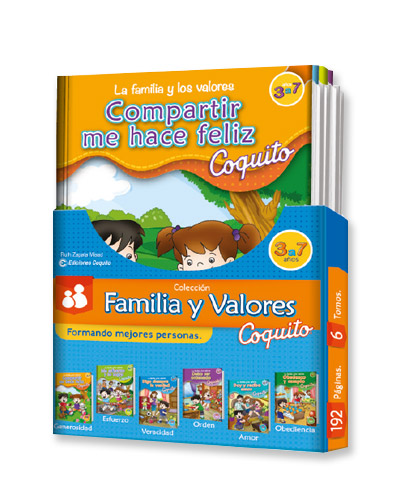 La familia y los valores
Compartir
me hace feliz
3 a 7
Coquito
Ediciones Coquito
3 a 7
años
Colección
Familia y Valores
Formando mejores personas.
Coquito
Generosidad
Esfuerzo
Veracidad
Orden
Amor
Obediencia
192 Páginas. 6 Tomos.